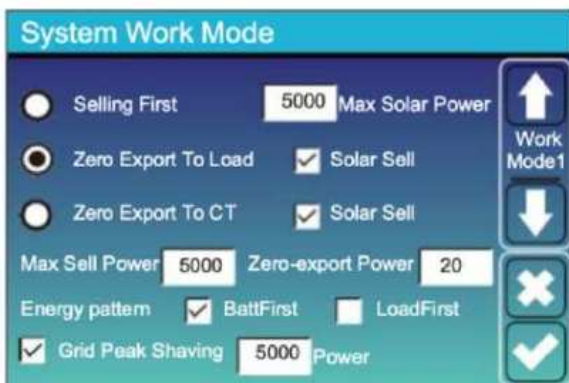 System Work Mode
Selling First 5000 Max Solar Power
Zero Export To Load Solar Sell
Work
Mode1
Zero Export To CT Solar Sell
Max Sell Power 5000 Zero-export Power 20
Energy pattern BattFirst LoadFirst
Grid Peak Shaving 5000 Power